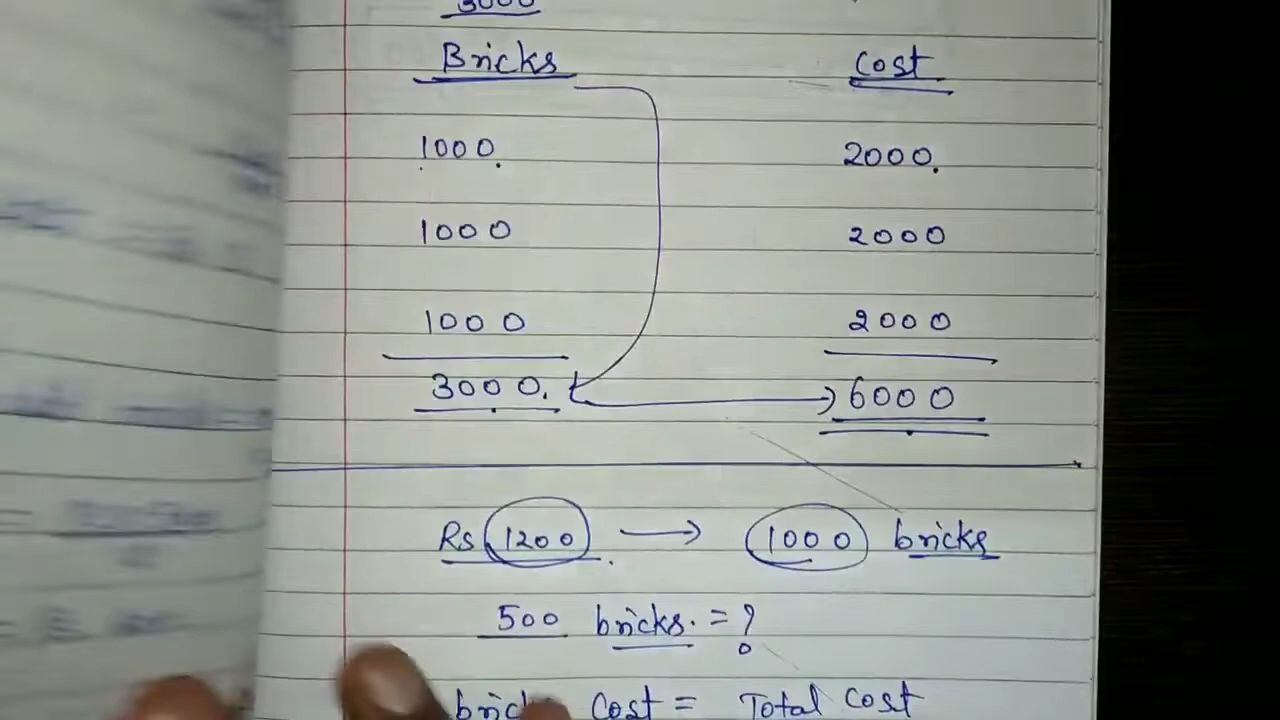 3000
Bricks cost
1000. 2000.
1000 2000
1000 2000
3000. 6000
Rs 1200 → 1000 bricks
500 bricks. = ?
Cost = Total cost